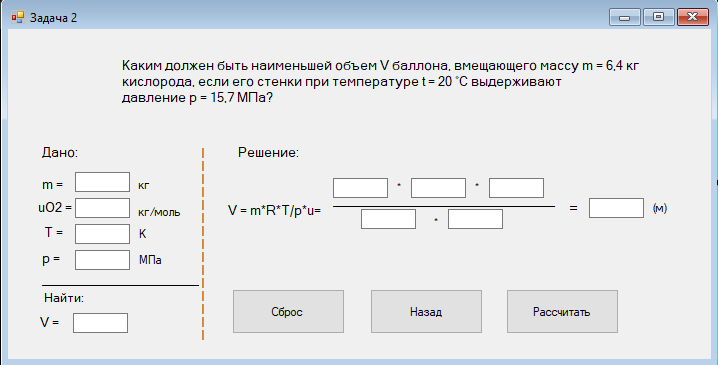 Задача 2
Каким должен быть наименьшей объем V баллона, вмещающего массу m = 6,4 кг
кислорода, если его стенки при температуре t = 20 °C выдерживают
давление p = 15,7 МПа?
Дано:
Решение:
m =
кг
uO2 =
кг/моль
T =
К
p =
МПа
V = m*R*T/p*u=
*
*
*
=
(м)
Найти:
V =
Сброс
Назад
Рассчитать